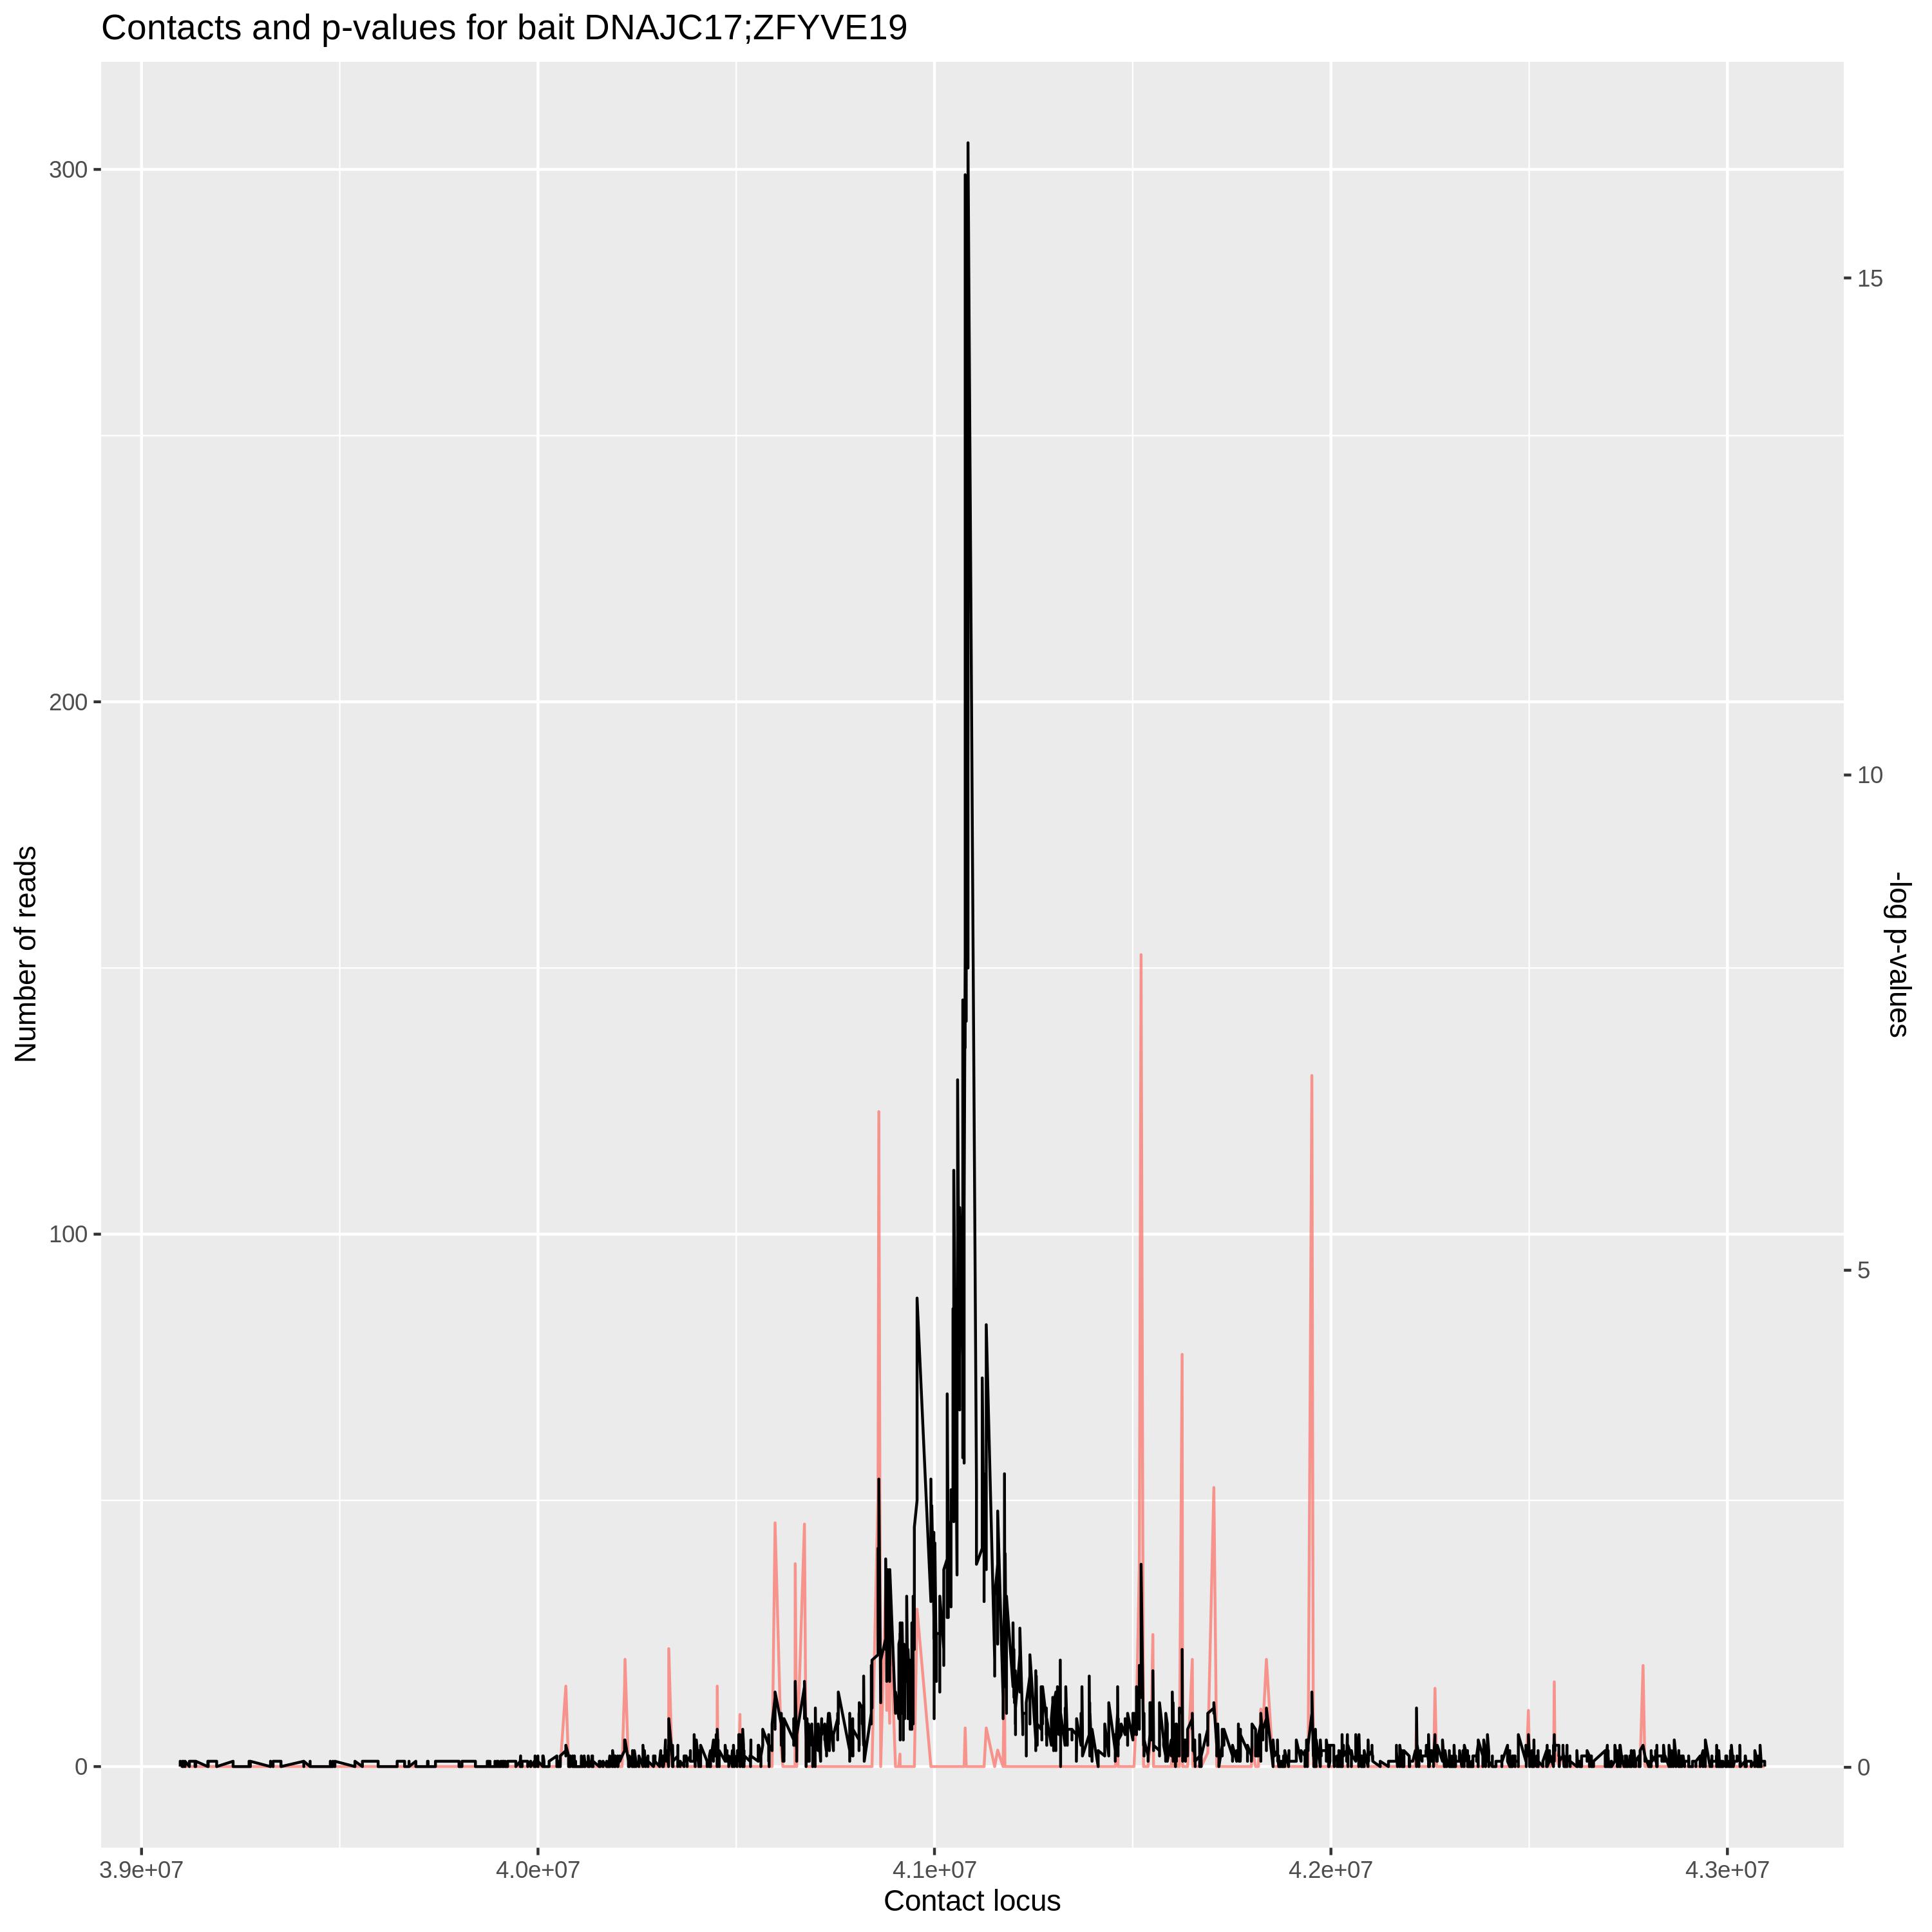 Contacts and p-values for bait DNAJC17;ZFYVE19
300
200
100
0
Number of reads
15
10
5
0
-log p-values
3.9e+07
4.0e+07
4.1e+07
4.2e+07
4.3e+07
Contact locus